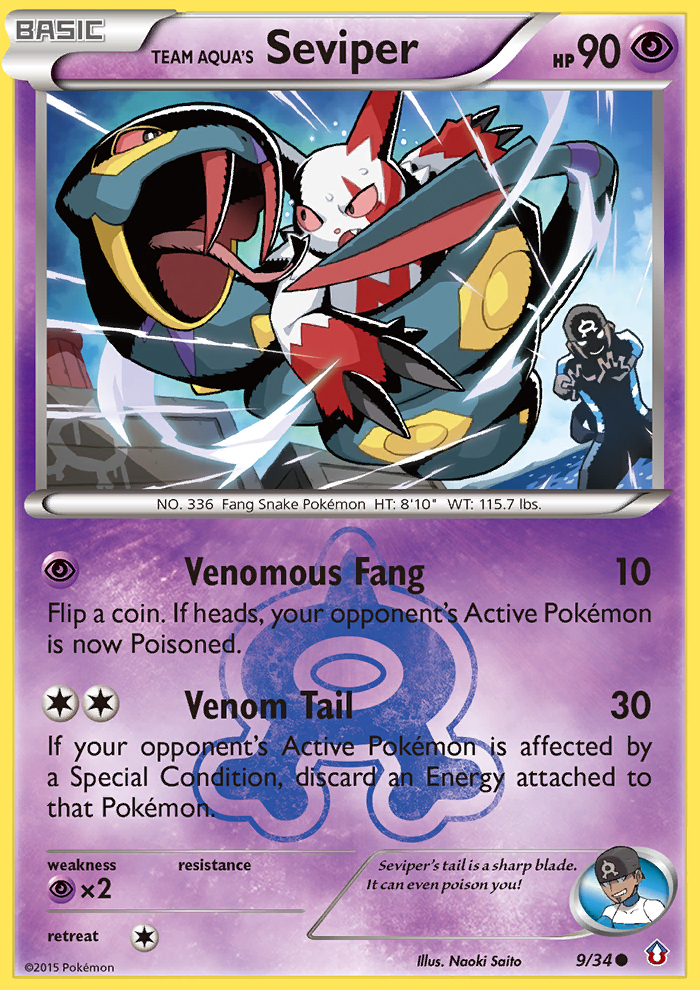 BASIC
TEAM AQUA'S Seviper HP 90
NO. 336 Fang Snake Pokémon HT: 8'10" WT: 115.7 lbs.
Venomous Fang 10
Flip a coin. If heads, your opponent's Active Pokémon
is now Poisoned.
Venom Tail 30
If your opponent's Active Pokémon is affected by
a Special Condition, discard an Energy attached to
that Pokémon.
weakness resistance
×2
Seviper's tail is a sharp blade.
It can even poison you!
retreat
©2015 Pokémon
Illus. Naoki Saito
9/34